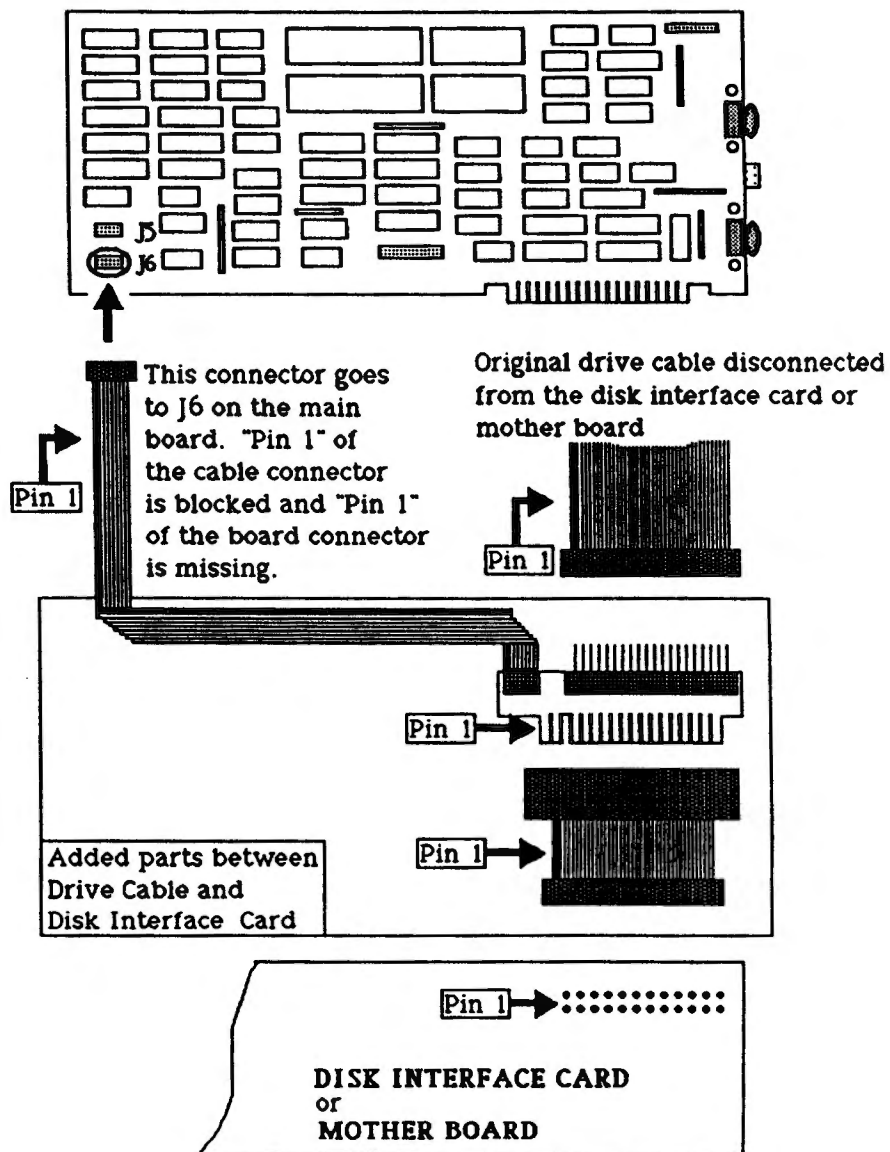 J5
J6
This connector goes
to J6 on the main
board. "Pin 1" of
the cable connector
is blocked and "Pin 1"
of the board connector
is missing.
Pin 1
Original drive cable disconnected
from the disk interface card or
mother board
Pin 1
Pin 1
Pin 1
Added parts between
Drive Cable and
Disk Interface Card
Pin 1
DISK INTERFACE CARD
or
MOTHER BOARD